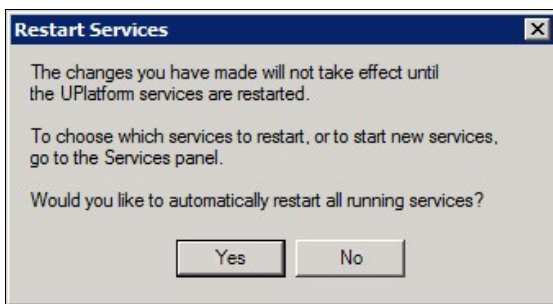 Restart Services
The changes you have made will not take effect until
the UPlatform services are restarted.
To choose which services to restart, or to start new services,
go to the Services panel.
Would you like to automatically restart all running services?
Yes
No